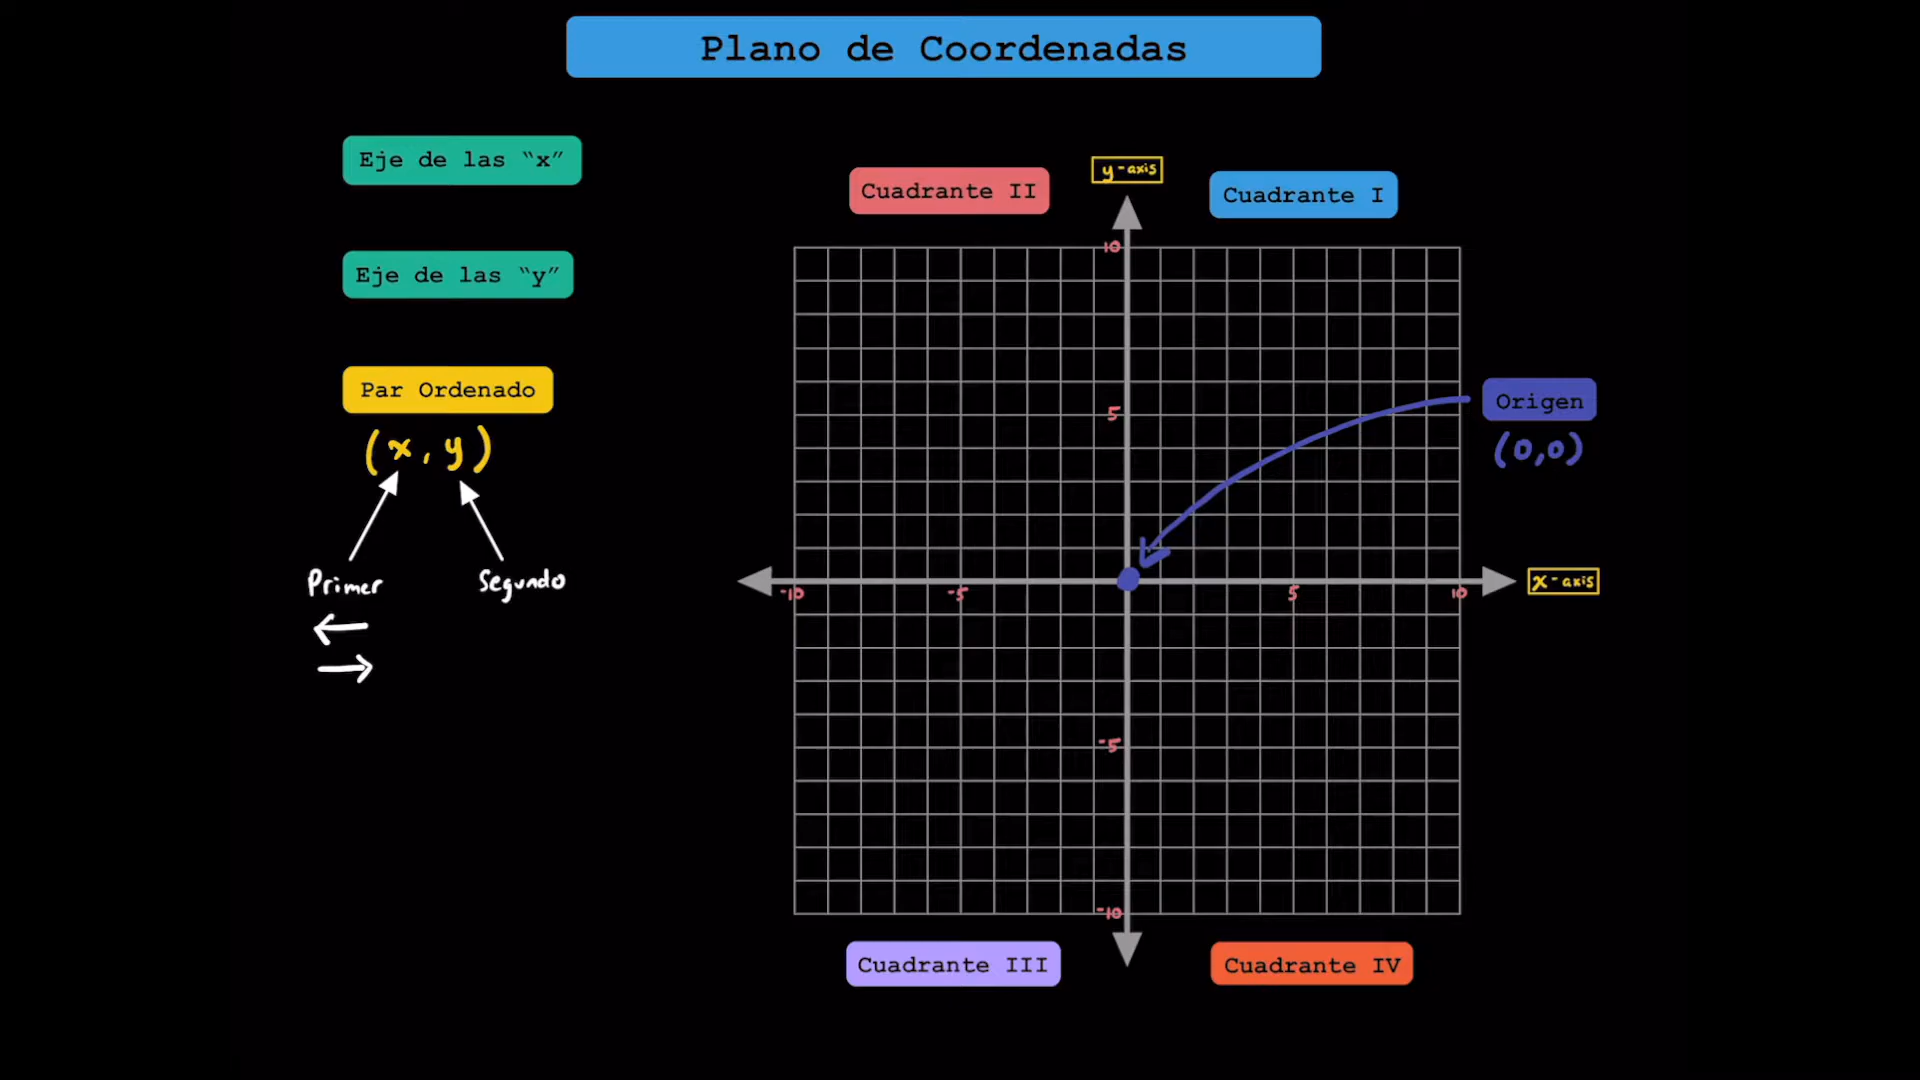 Plano de Coordenadas
Eje de las “x”
Eje de las “y”
Par Ordenado
(x, y)
Primer
Segundo
Cuadrante II
y-axis
Cuadrante I
10
5
Origen
(0,0)
-10
-5
5
10
x-axis
-5
-10
Cuadrante III
Cuadrante IV